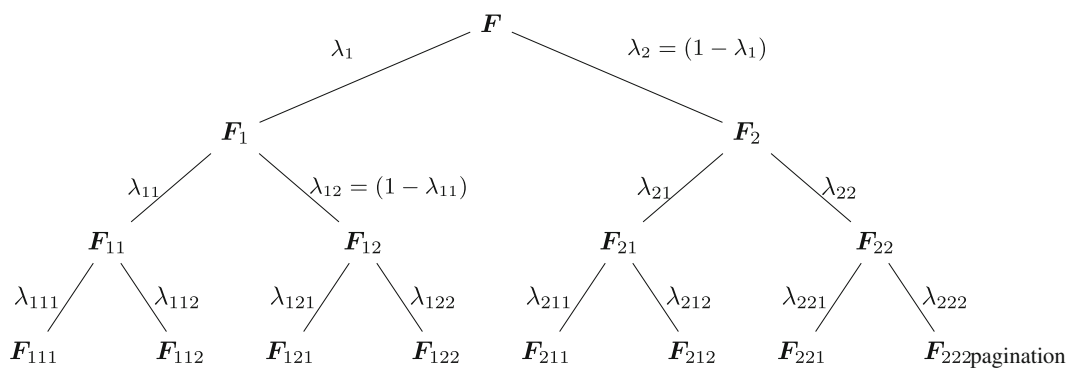 F
λ1 λ2 = (1 − λ1)
F1 F2
λ11 λ12 = (1 − λ11) λ21 λ22
F11 F12 F21 F22
λ111 λ112 λ121 λ122 λ211 λ212 λ221 λ222
F111 F112 F121 F122 F211 F212 F221 F222pagination